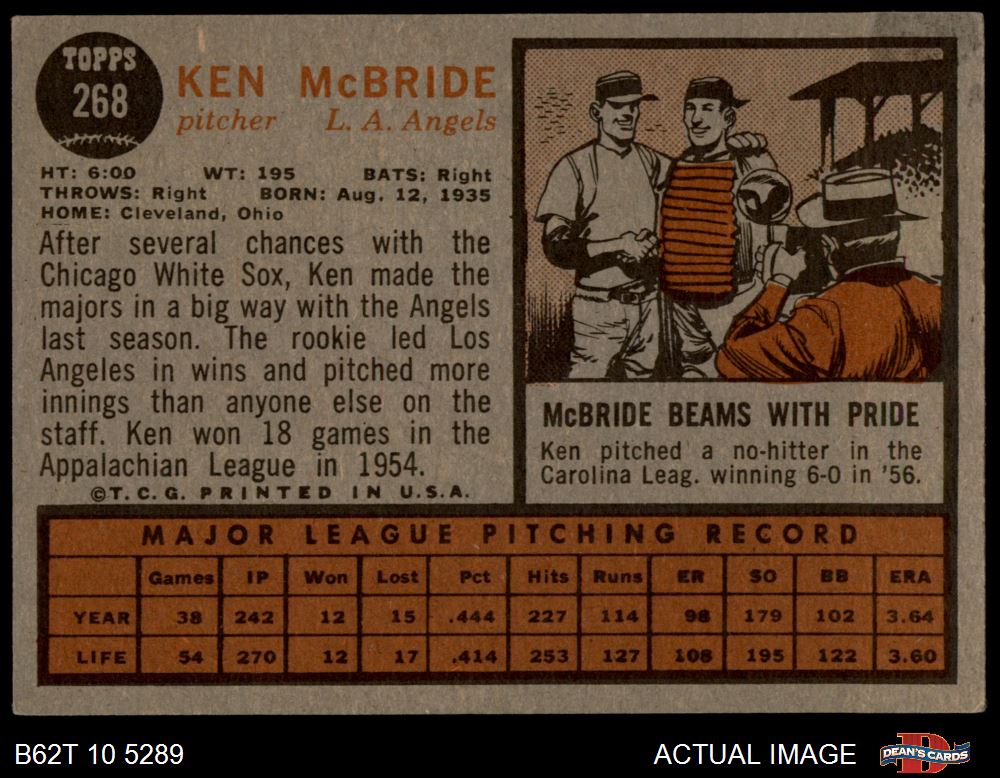 TOPPS
268
KEN McBRIDE
pitcher L. A. Angels
HT: 6:00 WT: 195 BATS: Right
THROWS: Right BORN: Aug. 12, 1935
HOME: Cleveland, Ohio
After several chances with the
Chicago White Sox, Ken made the
majors in a big way with the Angels
last season. The rookie led Los
Angeles in wins and pitched more
innings than anyone else on the
staff. Ken won 18 games in the
Appalachian League in 1954.
©T. C. G. PRINTED IN U.S.A.
McBRIDE BEAMS WITH PRIDE
Ken pitched a no-hitter in the
Carolina Leag. winning 6-0 in '56.
MAJOR LEAGUE PITCHING RECORD
Games IP Won Lost Pct Hits Runs ER SO BB ERA
YEAR 38 242 12 15 .444 227 114 98 179 102 3.64
LIFE 54 270 12 17 .414 253 127 108 195 122 3.60
B62T 10 5289 ACTUAL IMAGE DEAN'S CARDS